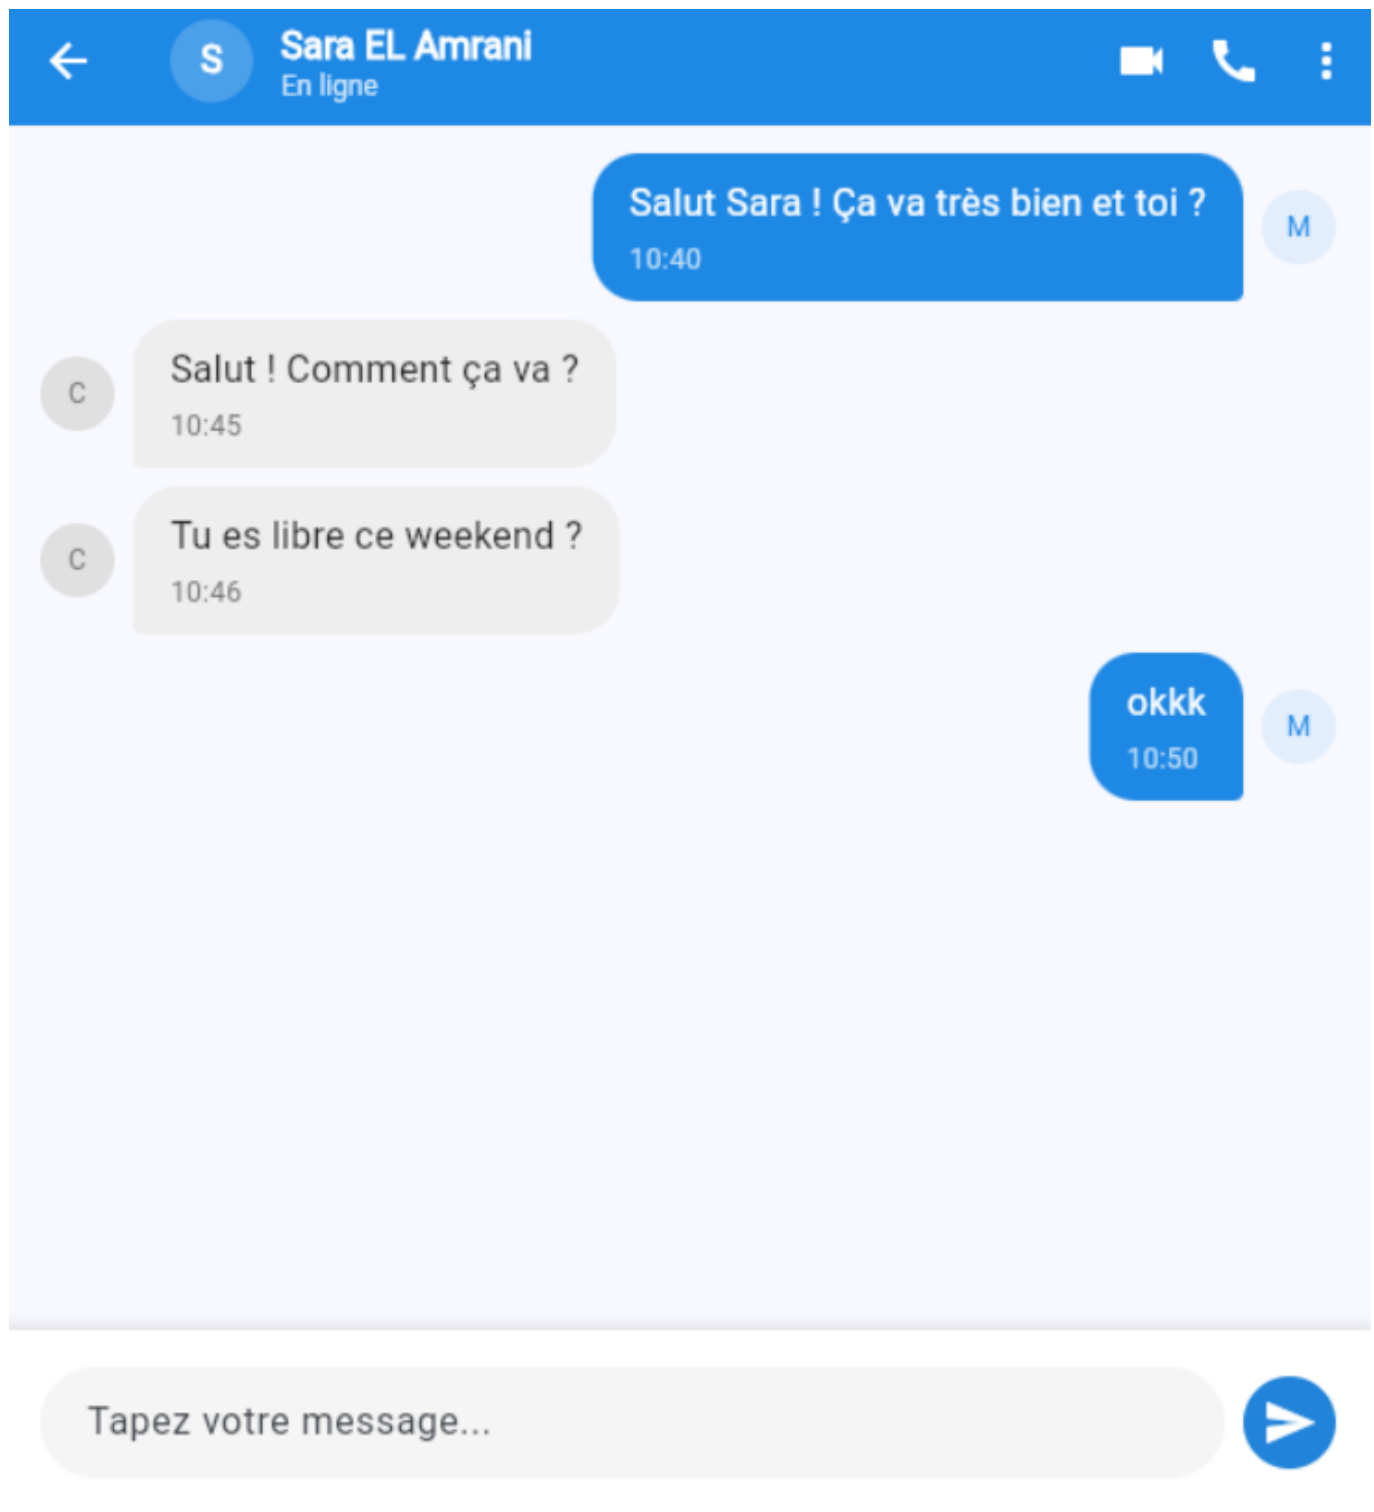 S
Sara EL Amrani
En ligne
Salut Sara ! Ça va très bien et toi ?
10:40
M
C
Salut ! Comment ça va ?
10:45
C
Tu es libre ce weekend ?
10:46
okkk
10:50
M
Tapez votre message...